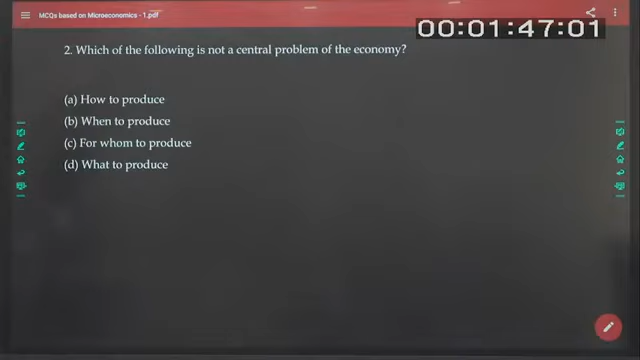 MCQs based on Microeconomics - 1.pdf
00:01:47:01
2. Which of the following is not a central problem of the economy?
(a) How to produce
(b) When to produce
(c) For whom to produce
(d) What to produce